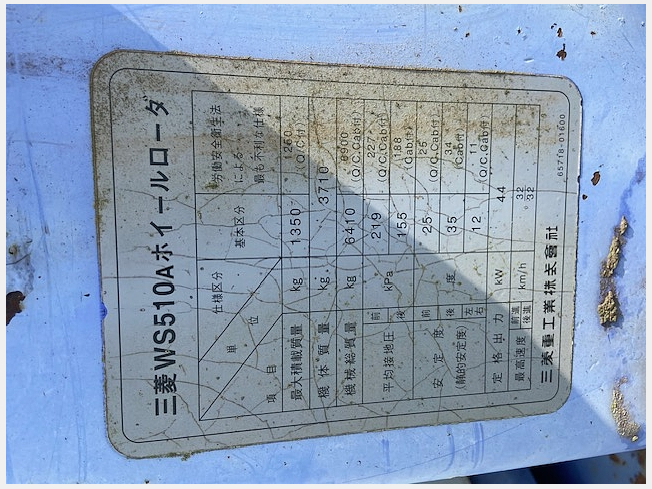 三菱WS510Aホイールローダ
仕様区分
単 位
項 目
基本区分
労働安全衛生法
による
最も不利な仕様
最大積載質量 kg 1350 1260
(Q/C付)
機 体 質 量 kg 3710
機械総質量 kg 6410 6900
(Q/C,Cab付)
平均接地圧 前 kPa 219 227
(Q/C,Cab付)
後 155 188
安 定 度 前 度 25
(Q/C,Cab付)
(静的安定度) 後 35 34
(Cab付)
左右 12 11
(Q/C,Cab付)
定 格 出 力 kW 44
最高速度 前進 km/h 32
後進 32
三菱重工業株式会社
657f8-01600